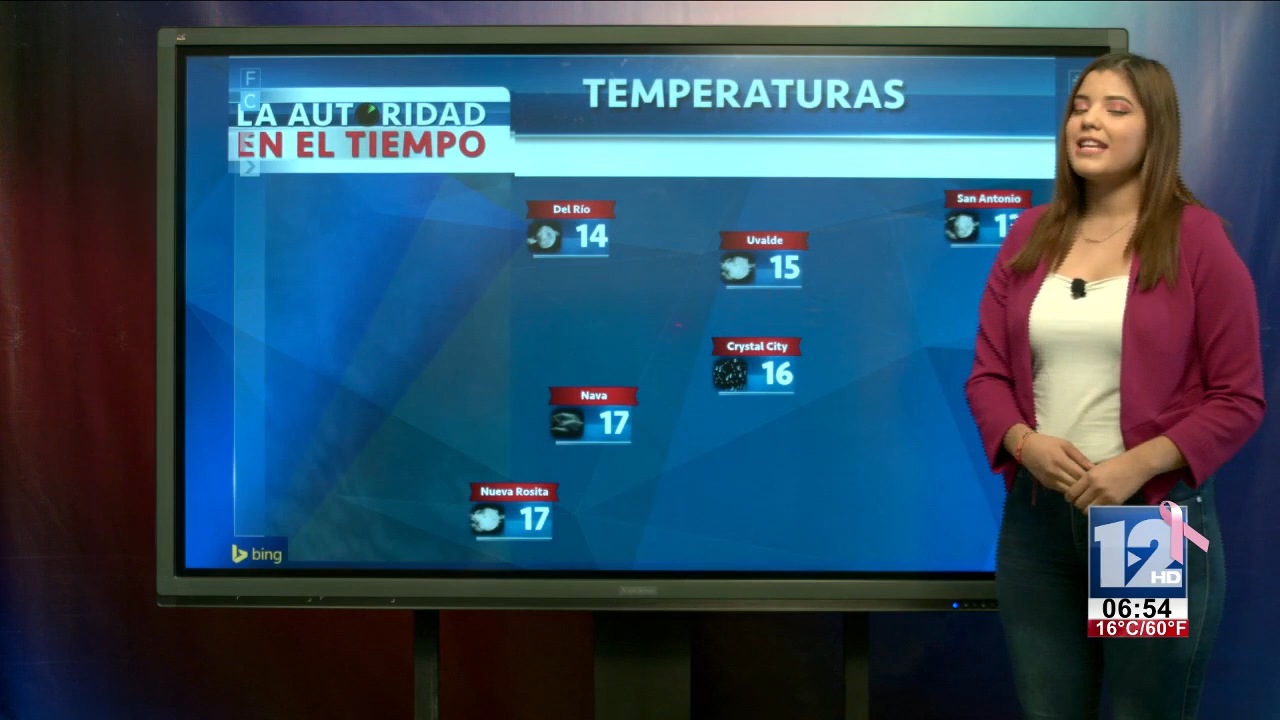 F
C
LA AUTORIDAD
EN EL TIEMPO
TEMPERATURAS
Del Río
14
Uvalde
15
San Antonio
Crystal City
16
Nava
17
Nueva Rosita
17
bing
12
HD
06:54
16°C/60°F